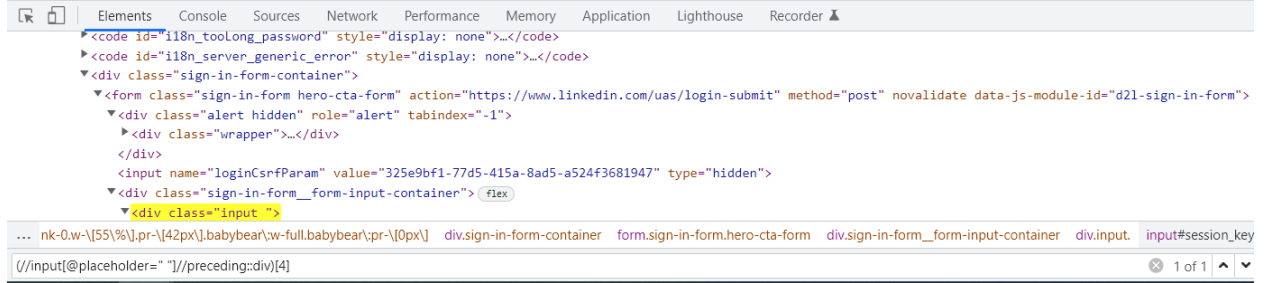 Elements Console Sources Network Performance Memory Application Lighthouse Recorder
<code id="i18n_tooLong_password" style="display: none">…</code>
<code id="i18n_server_generic_error" style="display: none">…</code>
<div class="sign-in-form-container">
<form class="sign-in-form hero-cta-form" action="https://www.linkedin.com/uas/login-submit" method="post" novalidate data-js-module-id="d2l-sign-in-form">
<div class="alert hidden" role="alert" tabindex="-1">
<div class="wrapper">…</div>
</div>
<input name="loginCsrfParam" value="325e9bf1-77d5-415a-8ad5-a524f3681947" type="hidden">
<div class="sign-in-form__form-input-container"> flex
<div class="input ">
... nk-0.w-\[55\%\].pr-\[42px\].babybear\:w-full.babybear\:pr-\[0px\] div.sign-in-form-container form.sign-in-form.hero-cta-form div.sign-in-form__form-input-container div.input. input#session_key
(//input[@placeholder=" "]//preceding::div)[4] 1 of 1